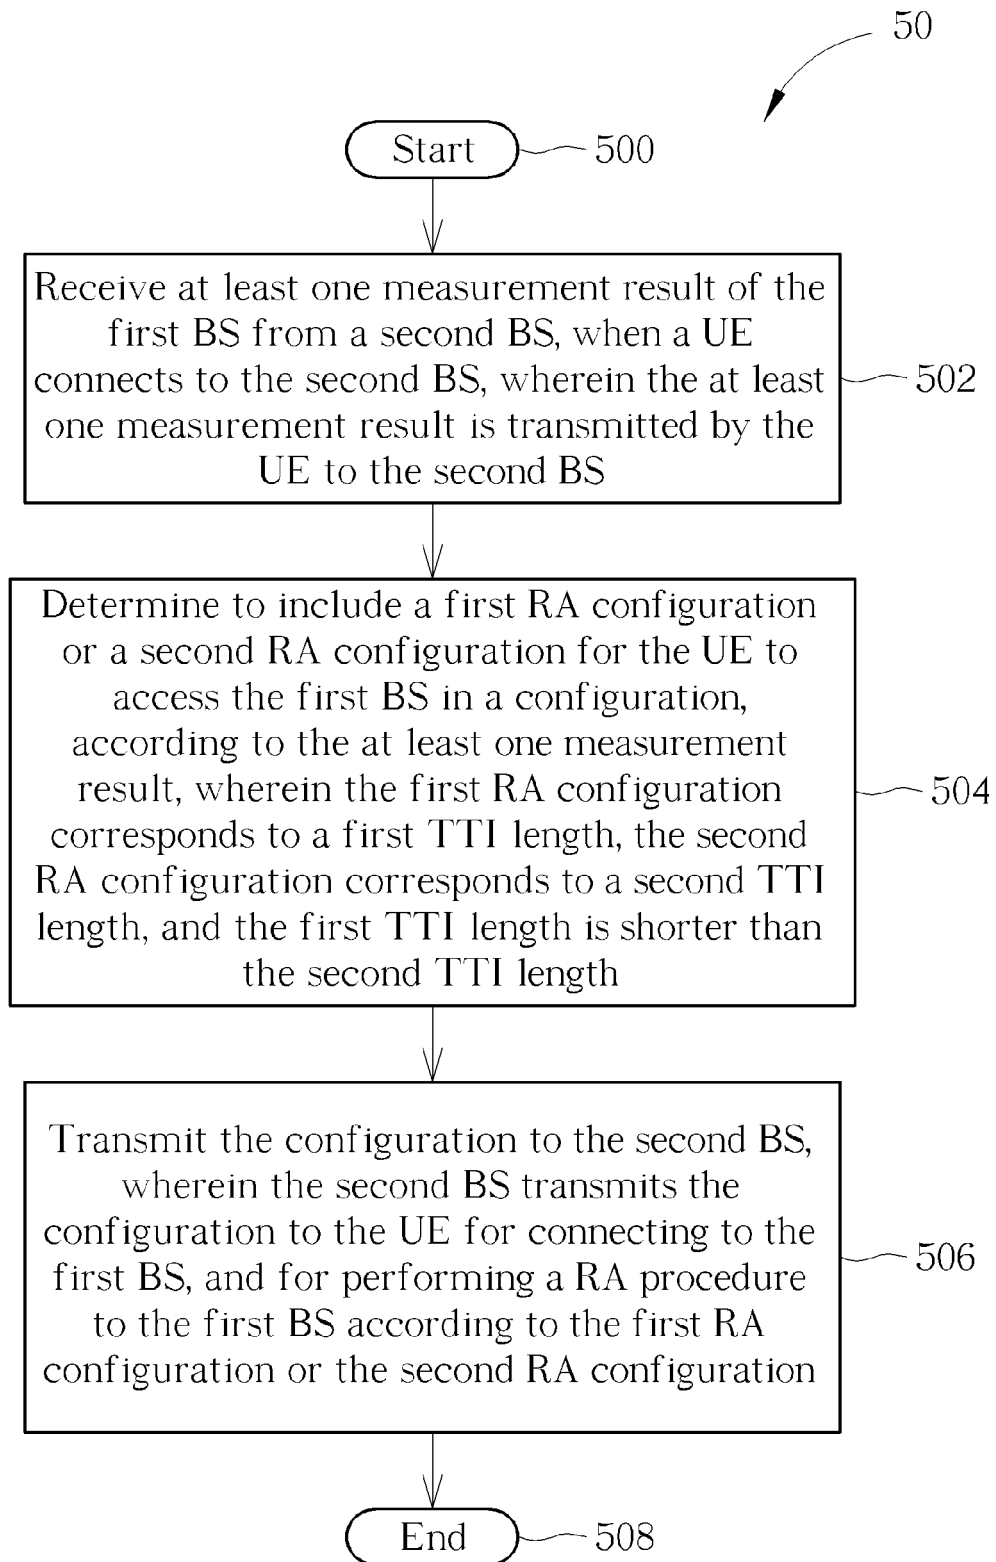 50
Start
500
Receive at least one measurement result of the
first BS from a second BS, when a UE
connects to the second BS, wherein the at least
one measurement result is transmitted by the
UE to the second BS
502
Determine to include a first RA configuration
or a second RA configuration for the UE to
access the first BS in a configuration,
according to the at least one measurement
result, wherein the first RA configuration
corresponds to a first TTI length, the second
RA configuration corresponds to a second TTI
length, and the first TTI length is shorter than
the second TTI length
504
Transmit the configuration to the second BS,
wherein the second BS transmits the
configuration to the UE for connecting to the
first BS, and for performing a RA procedure
to the first BS according to the first RA
configuration or the second RA configuration
506
End
508